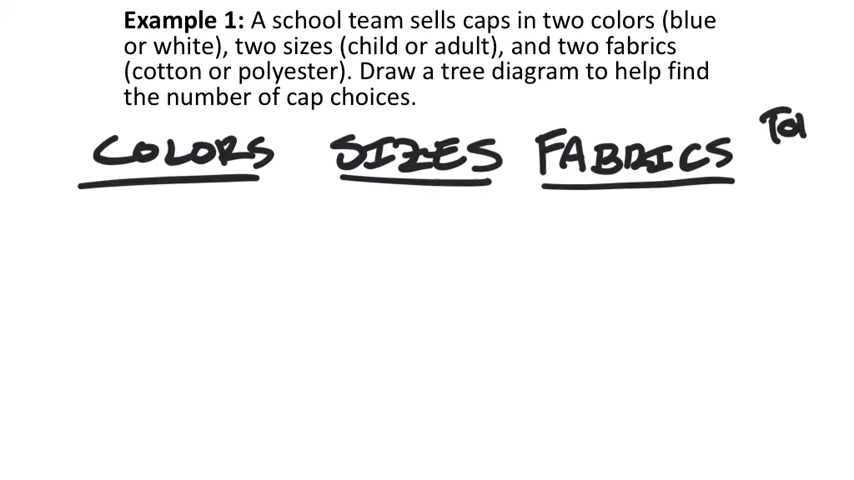 Example 1: A school team sells caps in two colors (blue
or white), two sizes (child or adult), and two fabrics
(cotton or polyester). Draw a tree diagram to help find
the number of cap choices.
COLORS SIZES FABRICS